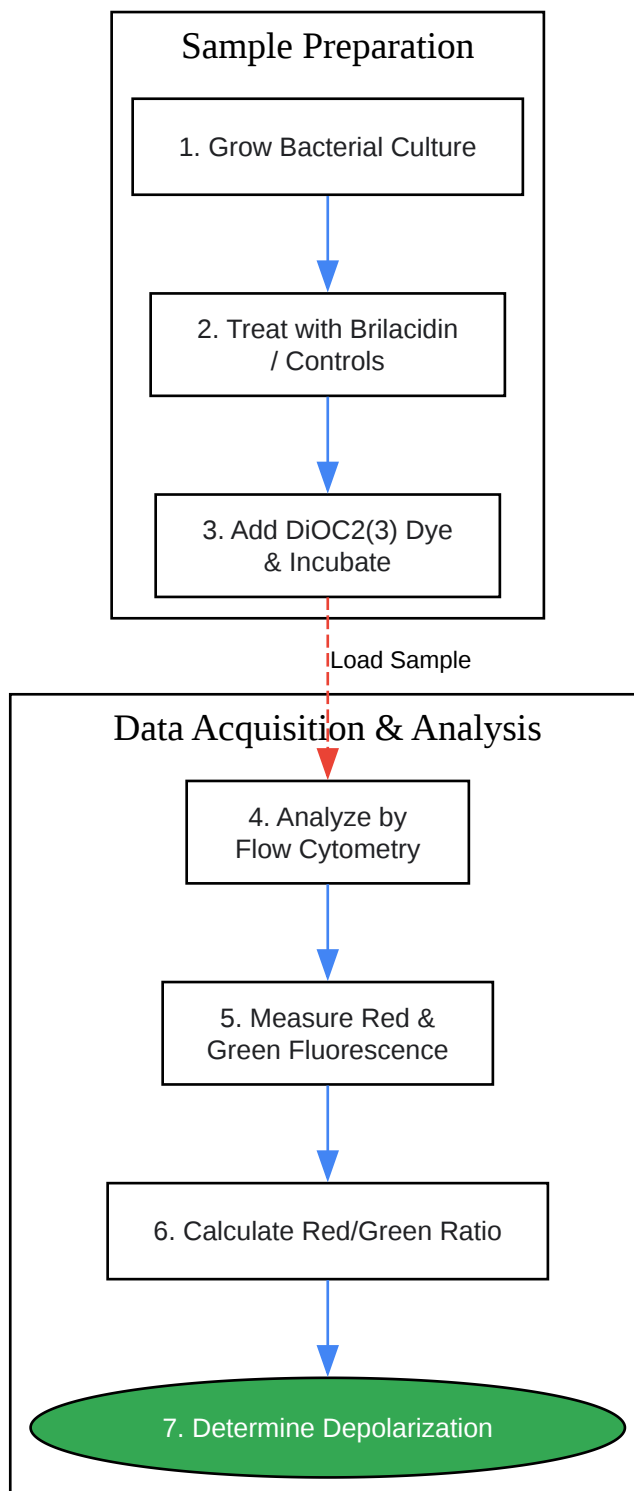 Sample Preparation
1. Grow Bacterial Culture
2. Treat with Brilacidin
/ Controls
3. Add DiOC2(3) Dye
& Incubate
Load Sample
Data Acquisition & Analysis
4. Analyze by
Flow Cytometry
5. Measure Red &
Green Fluorescence
6. Calculate Red/Green Ratio
7. Determine Depolarization